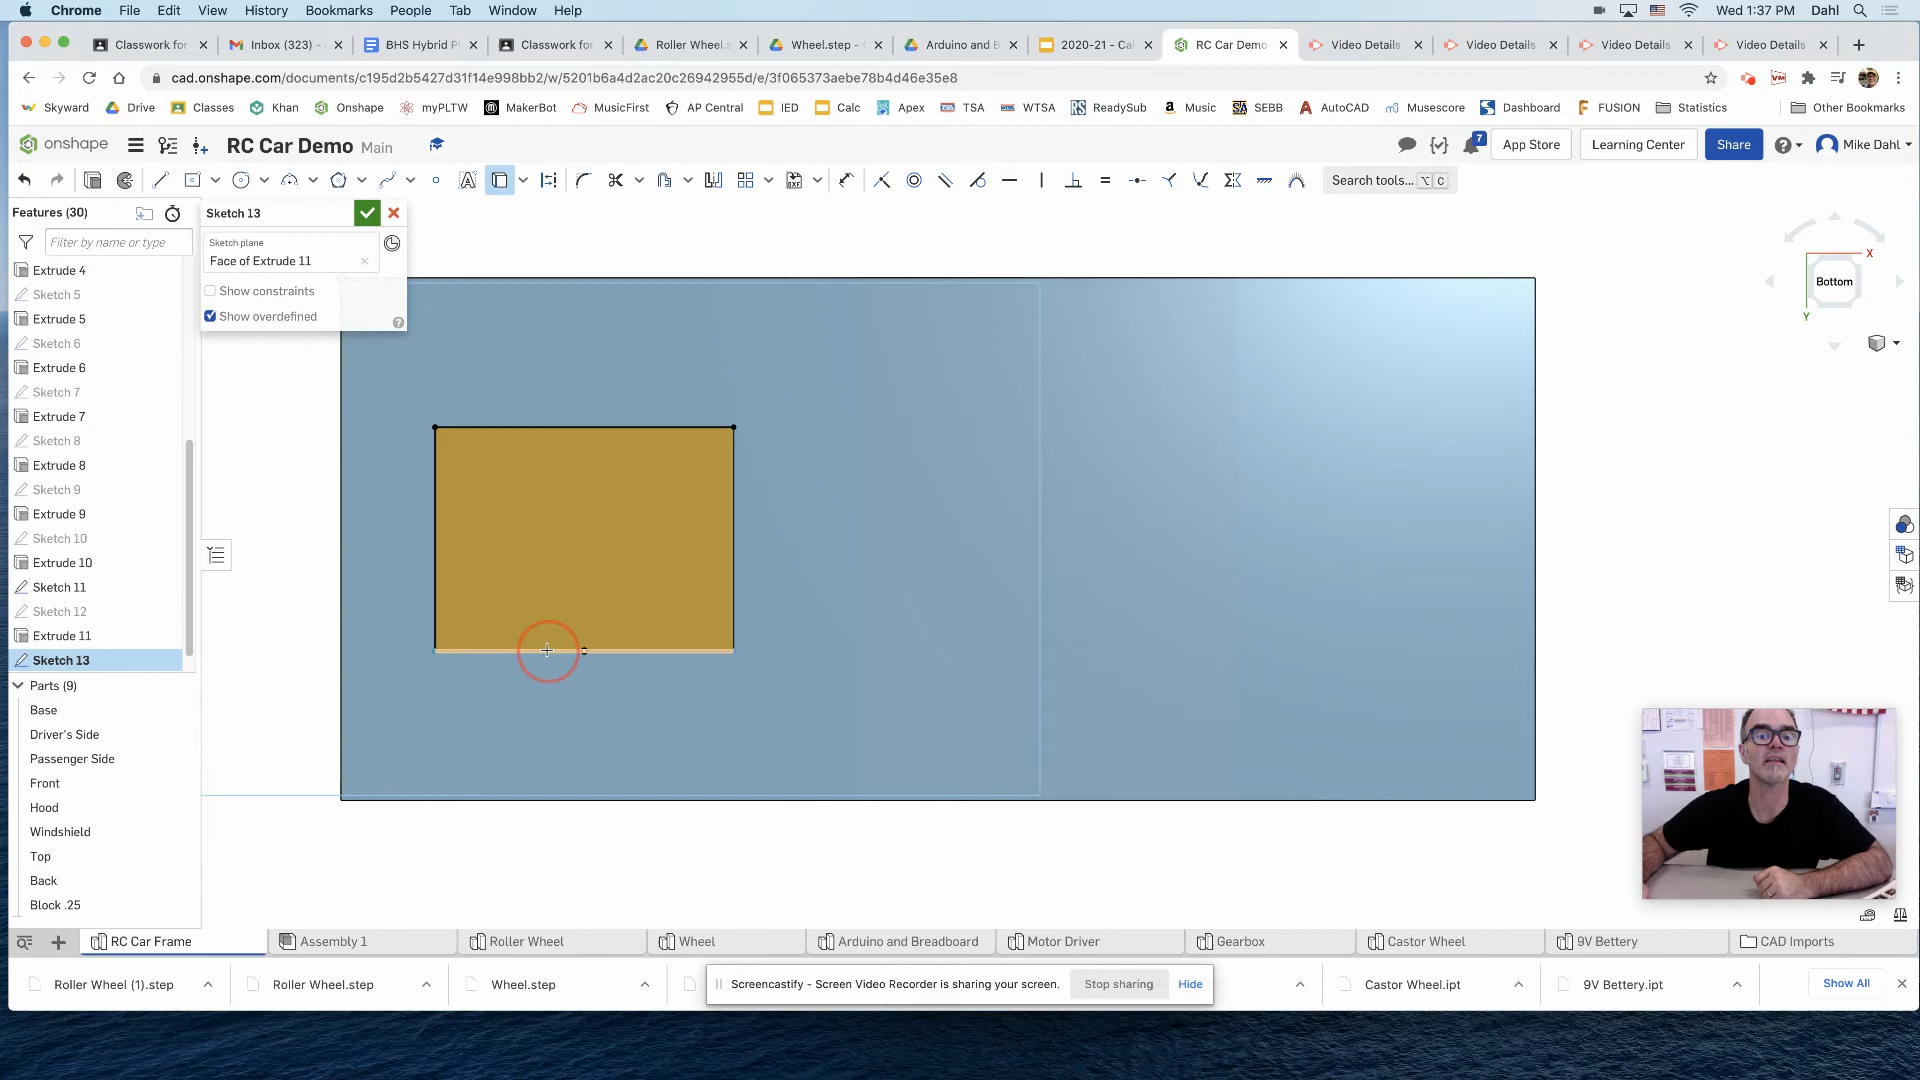 Chrome File Edit View History Bookmarks People Tab Window Help Wed 1:37 PM Dahl
Classwork for Inbox (323) - BHS Hybrid P Classwork for Roller Wheel.s Wheel.step - Arduino and B 2020-21 - Cal RC Car Demo Video Details Video Details Video Details Video Details
cad.onshape.com/documents/c195d2b5427d31f14e998bb2/w/5201b6a4d2ac20c26942955d/e/3f065373aebe78b4d46e35e8
Skyward Drive Classes Khan Onshape myPLTW MakerBot MusicFirst AP Central IED Calc Apex TSA WTSA ReadySub Music SEBB AutoCAD Musescore Dashboard FUSION Statistics Other Bookmarks
onshape RC Car Demo Main 7 App Store Learning Center Share Mike Dahl
Search tools... ⌥ C
Features (30)
Filter by name or type
Extrude 4
Sketch 5
Extrude 5
Sketch 6
Extrude 6
Sketch 7
Extrude 7
Sketch 8
Extrude 8
Sketch 9
Extrude 9
Sketch 10
Extrude 10
Sketch 11
Sketch 12
Extrude 11
Sketch 13
Parts (9)
Base
Driver's Side
Passenger Side
Front
Hood
Windshield
Top
Back
Block .25
Sketch 13
Sketch plane
Face of Extrude 11
Show constraints
Show overdefined
X
Bottom
Y
RC Car Frame Assembly 1 Roller Wheel Wheel Arduino and Breadboard Motor Driver Gearbox Castor Wheel 9V Bettery CAD Imports
Roller Wheel (1).step Roller Wheel.step Wheel.step Screencastify - Screen Video Recorder is sharing your screen. Stop sharing Hide Castor Wheel.ipt 9V Bettery.ipt Show All